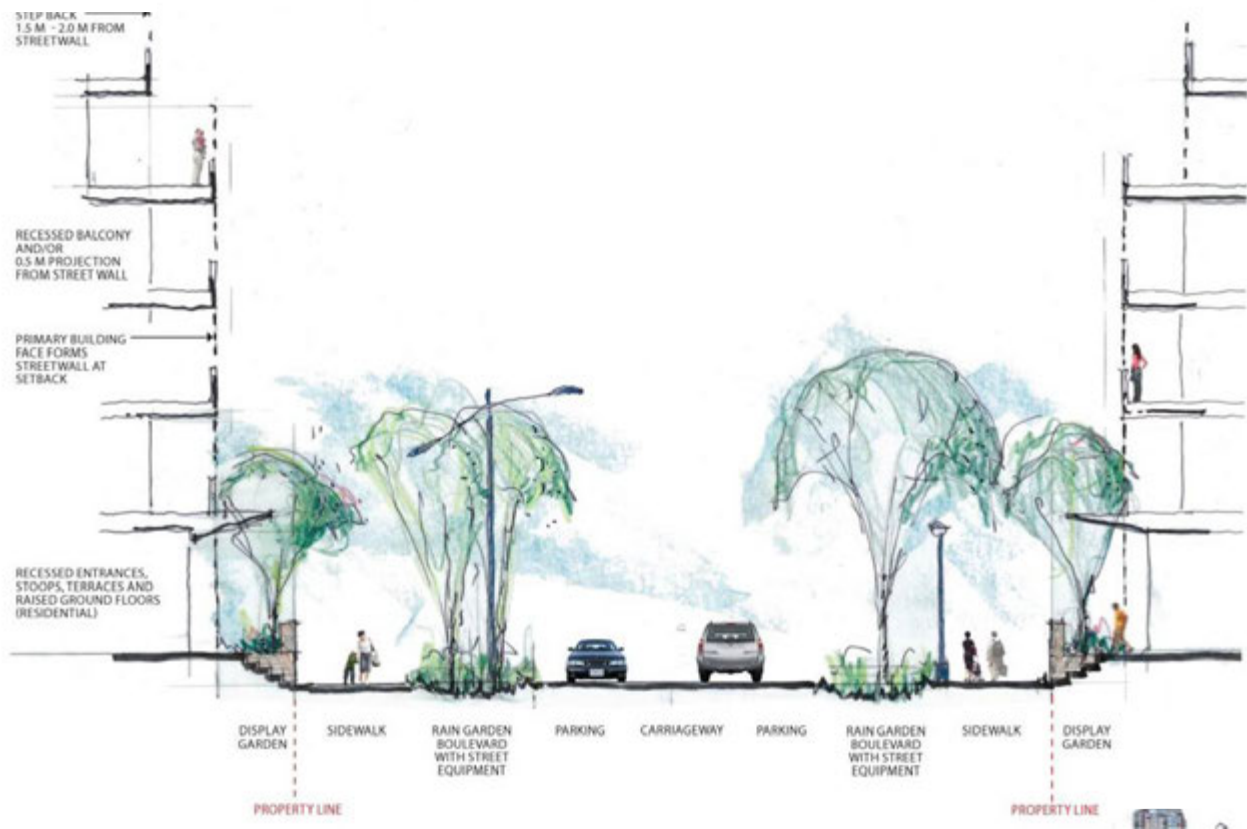 STEP BACK
1.5 M - 2.0 M FROM
STREETWALL
RECESSED BALCONY
AND/OR
0.5 M PROJECTION
FROM STREET WALL
PRIMARY BUILDING
FACE FORMS
STREETWALL AT
SETBACK
RECESSED ENTRANCES,
STOOPS, TERRACES AND
RAISED GROUND FLOORS
(RESIDENTIAL)
DISPLAY
GARDEN
SIDEWALK
RAIN GARDEN
BOULEVARD
WITH STREET
EQUIPMENT
PARKING
CARRIAGEWAY
PARKING
RAIN GARDEN
BOULEVARD
WITH STREET
EQUIPMENT
SIDEWALK
DISPLAY
GARDEN
PROPERTY LINE
PROPERTY LINE